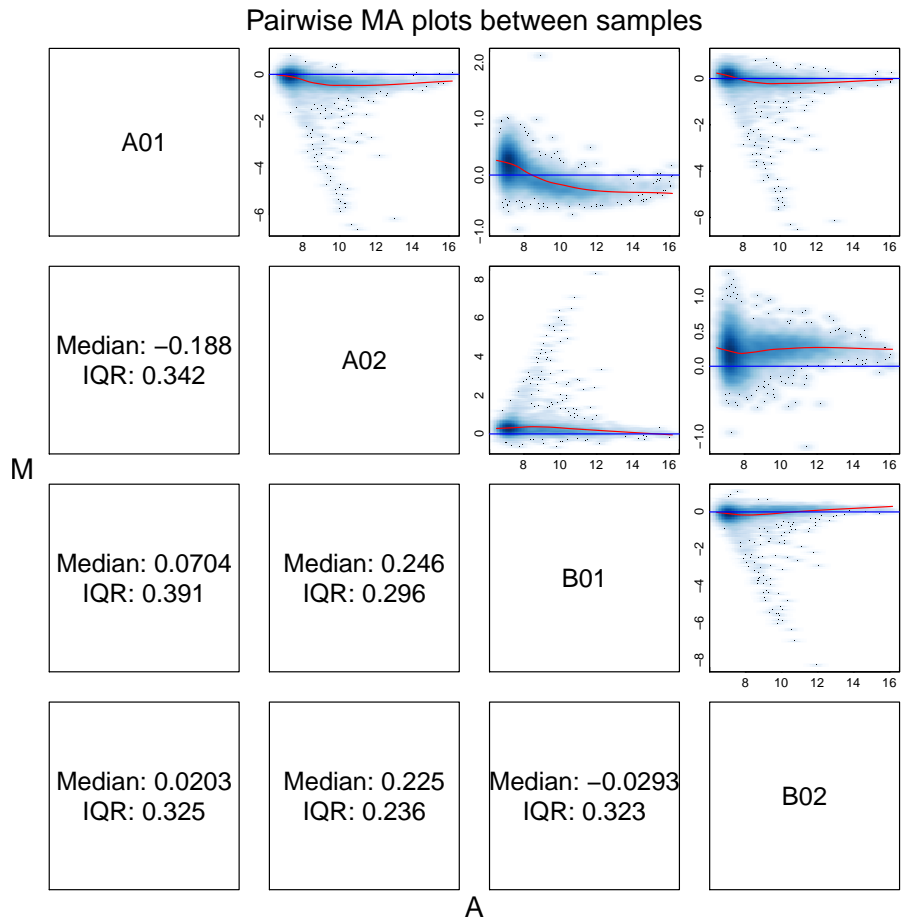 Pairwise MA plots between samples
A01
0
−2
−4
−6
8 10 12 14 16
2.0
1.0
0.0
−1.0
8 10 12 14 16
0
−2
−4
−6
8 10 12 14 16
Median: −0.188
IQR: 0.342
A02
8
6
4
2
0
8 10 12 14 16
1.0
0.5
0.0
−1.0
8 10 12 14 16
M
Median: 0.0704
IQR: 0.391
Median: 0.246
IQR: 0.296
B01
0
−2
−4
−6
−8
8 10 12 14 16
Median: 0.0203
IQR: 0.325
Median: 0.225
IQR: 0.236
Median: −0.0293
IQR: 0.323
B02
A